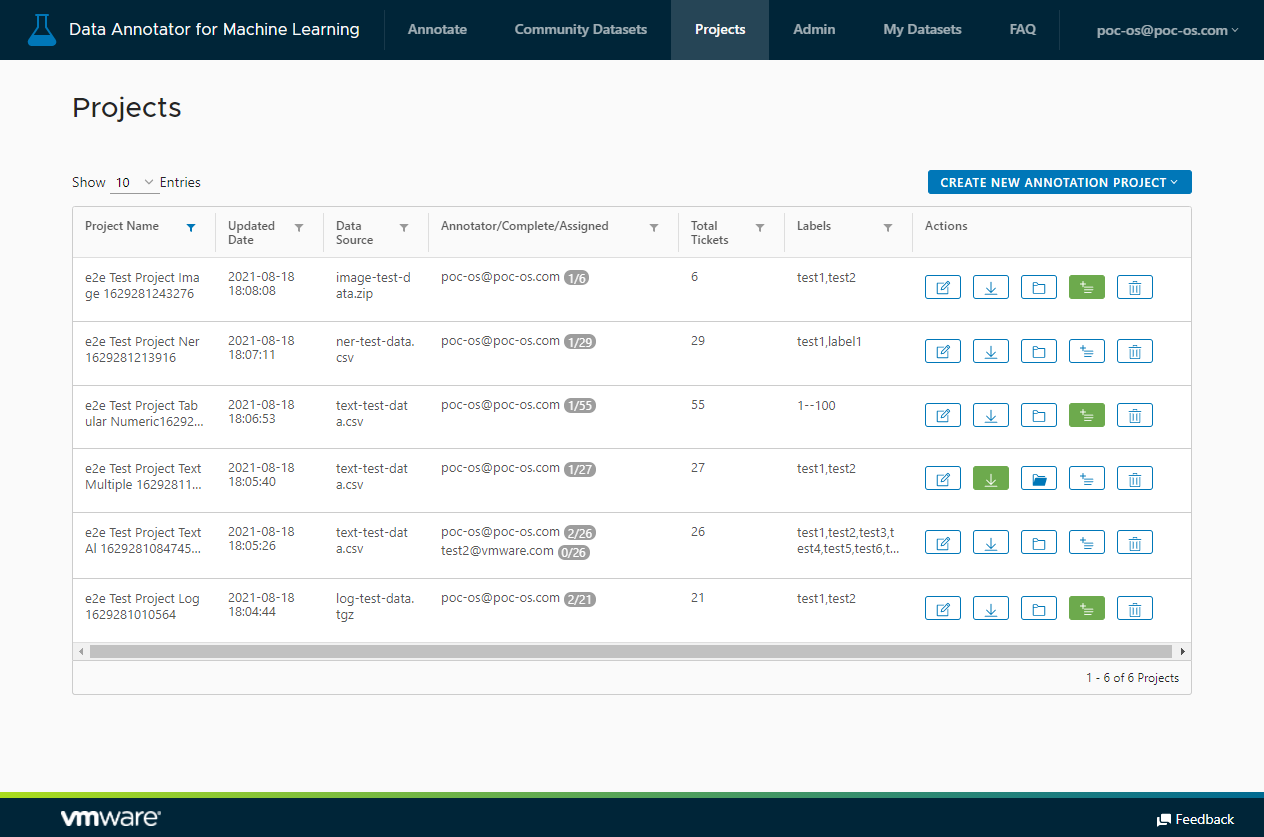 Data Annotator for Machine Learning
Annotate
Community Datasets
Projects
Admin
My Datasets
FAQ
poc-os@poc-os.com
Projects
Show 10 Entries
CREATE NEW ANNOTATION PROJECT
Project Name
Updated
Date
Data
Source
Annotator/Complete/Assigned
Total
Tickets
Labels
Actions
e2e Test Project Ima
ge 1629281243276
2021-08-18
18:08:08
image-test-d
ata.zip
poc-os@poc-os.com 1/6
6
test1,test2
e2e Test Project Ner
1629281213916
2021-08-18
18:07:11
ner-test-data.
csv
poc-os@poc-os.com 1/29
29
test1,label1
e2e Test Project Tab
ular Numeric16292...
2021-08-18
18:06:53
text-test-dat
a.csv
poc-os@poc-os.com 1/55
55
1--100
e2e Test Project Text
Multiple 16292811...
2021-08-18
18:05:40
text-test-dat
a.csv
poc-os@poc-os.com 1/27
27
test1,test2
e2e Test Project Text
Al 1629281084745...
2021-08-18
18:05:26
text-test-dat
a.csv
poc-os@poc-os.com 2/26
test2@vmware.com 0/26
26
test1,test2,test3,t
est4,test5,test6,t...
e2e Test Project Log
1629281010564
2021-08-18
18:04:44
log-test-data.
tgz
poc-os@poc-os.com 2/21
21
test1,test2
1 - 6 of 6 Projects
vmware
Feedback